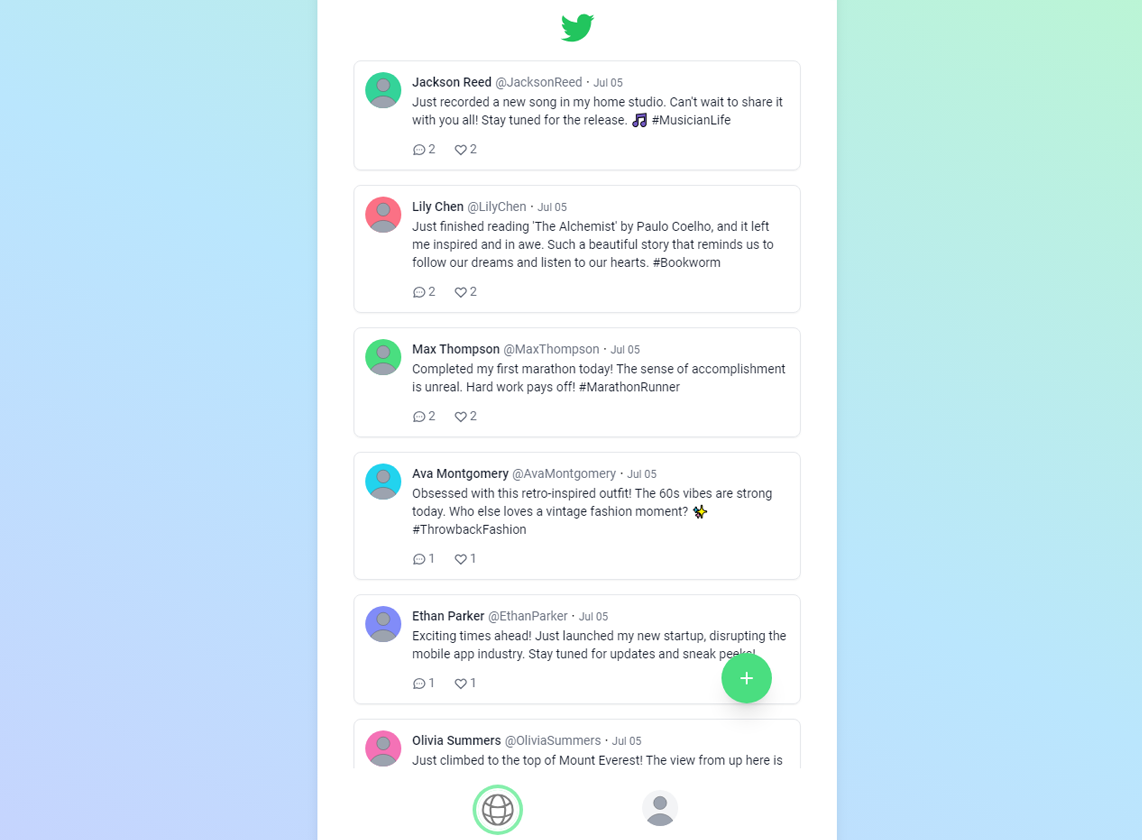 Jackson Reed @JacksonReed · Jul 05
Just recorded a new song in my home studio. Can't wait to share it
with you all! Stay tuned for the release. 🎵 #MusicianLife
2 2
Lily Chen @LilyChen · Jul 05
Just finished reading 'The Alchemist' by Paulo Coelho, and it left
me inspired and in awe. Such a beautiful story that reminds us to
follow our dreams and listen to our hearts. #Bookworm
2 2
Max Thompson @MaxThompson · Jul 05
Completed my first marathon today! The sense of accomplishment
is unreal. Hard work pays off! #MarathonRunner
2 2
Ava Montgomery @AvaMontgomery · Jul 05
Obsessed with this retro-inspired outfit! The 60s vibes are strong
today. Who else loves a vintage fashion moment? ✨
#ThrowbackFashion
1 1
Ethan Parker @EthanParker · Jul 05
Exciting times ahead! Just launched my new startup, disrupting the
mobile app industry. Stay tuned for updates and sneak peeks!
1 1
Olivia Summers @OliviaSummers · Jul 05
Just climbed to the top of Mount Everest! The view from up here is